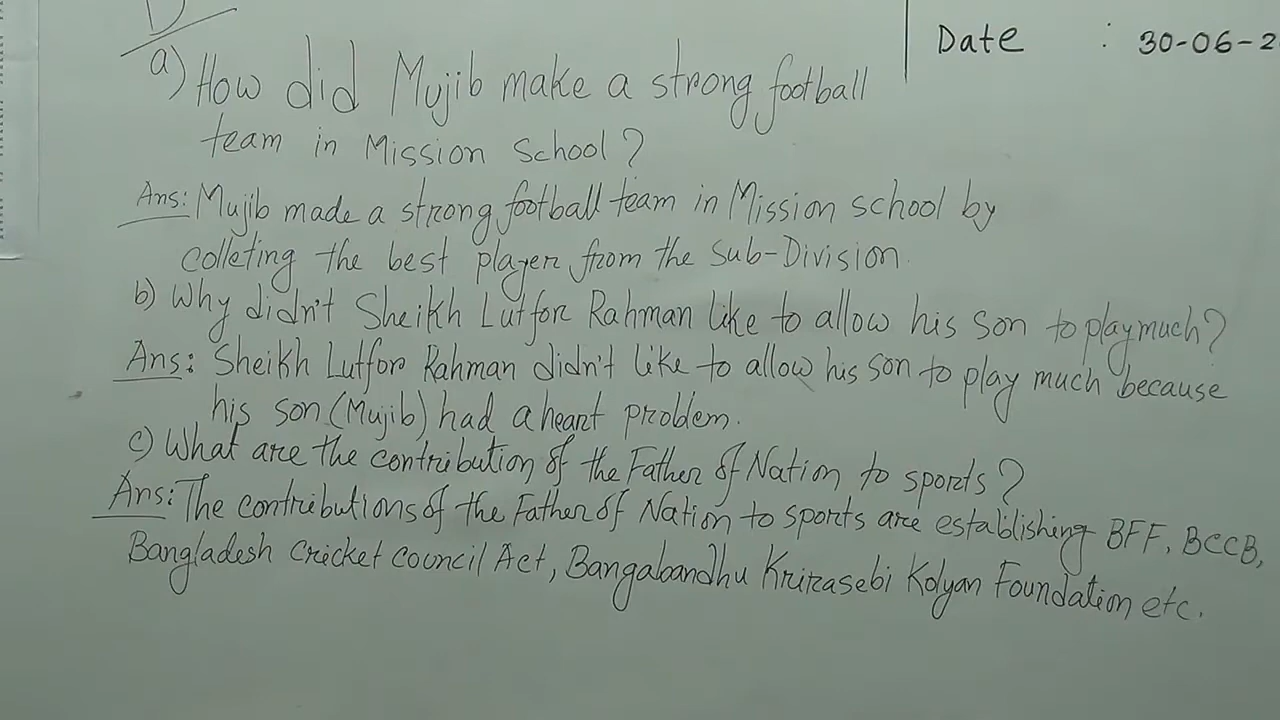 D
Date : 30-06-2
a) How did Mujib make a strong football
team in Mission School?
Ans: Mujib made a strong football team in Mission school by
colleting the best player from the Sub-Division.
b) Why didn't Sheikh Lutfor Rahman like to allow his son to play much?
Ans: Sheikh Lutfor Rahman didn't like to allow his son to play much because
his son (Mujib) had a heart problem.
c) What are the contribution of the Father of Nation to sports?
Ans: The contributions of the Father of Nation to sports are establishing BFF, BCCB,
Bangladesh Cricket Council Act, Bangabandhu Krirasebi Kolyan Foundation etc.